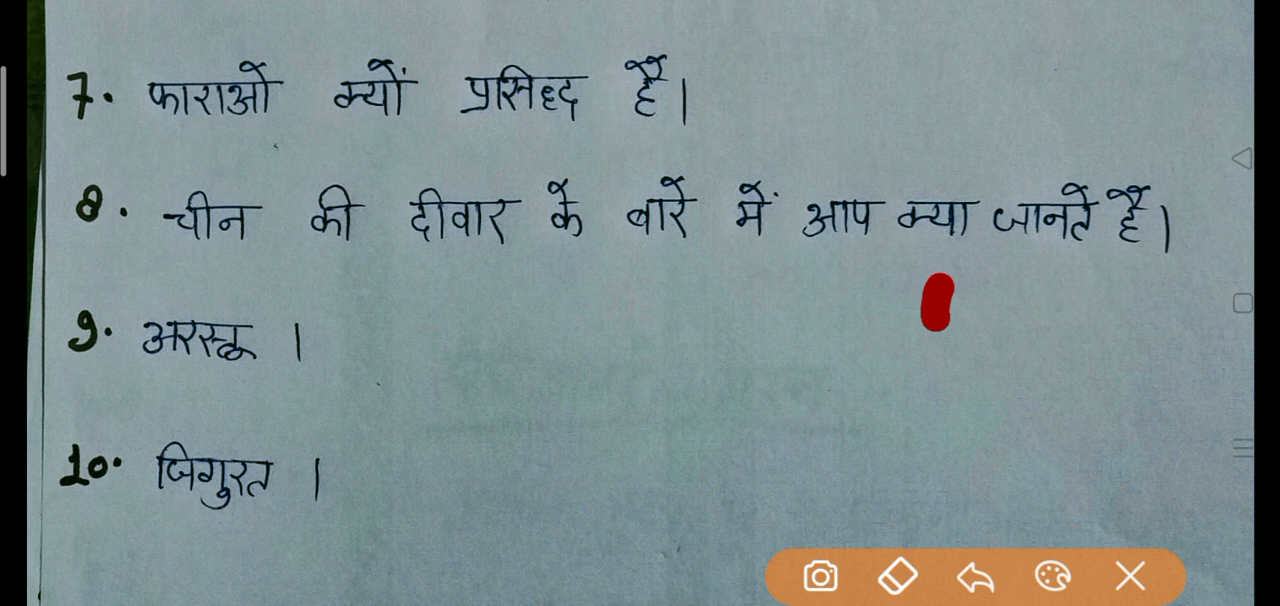 7. फाराओ क्यों प्रसिध्द हैं।
8. चीन की दीवार के बारे में आप क्या जानते हैं।
9. अरस्तू ।
10. जिगुरत ।